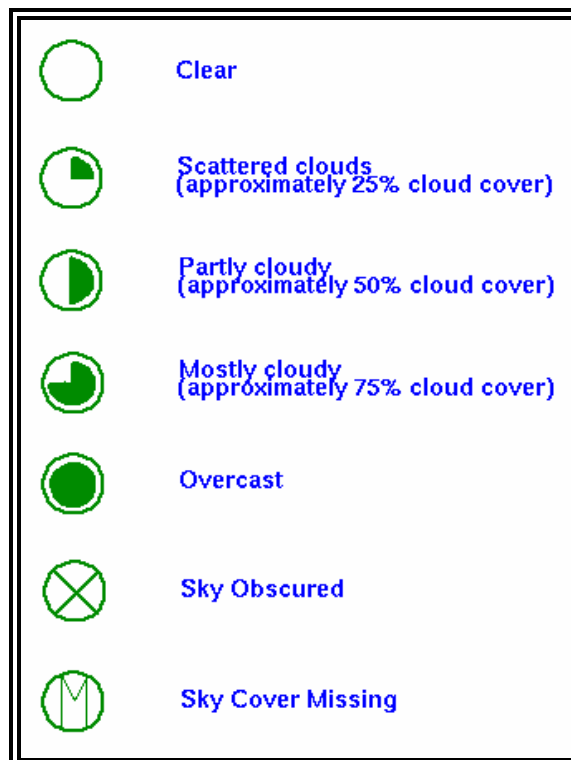 Clear
Scattered clouds
(approximately 25% cloud cover)
Partly cloudy
(approximately 50% cloud cover)
Mostly cloudy
(approximately 75% cloud cover)
Overcast
Sky Obscured
M Sky Cover Missing